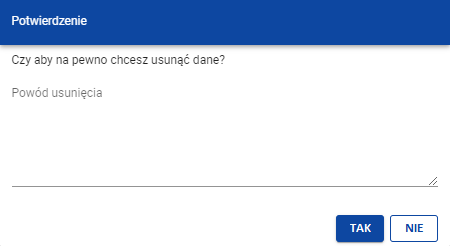 Potwierdzenie
Czy aby na pewno chcesz usunąć dane?
Powód usunięcia
TAK
NIE